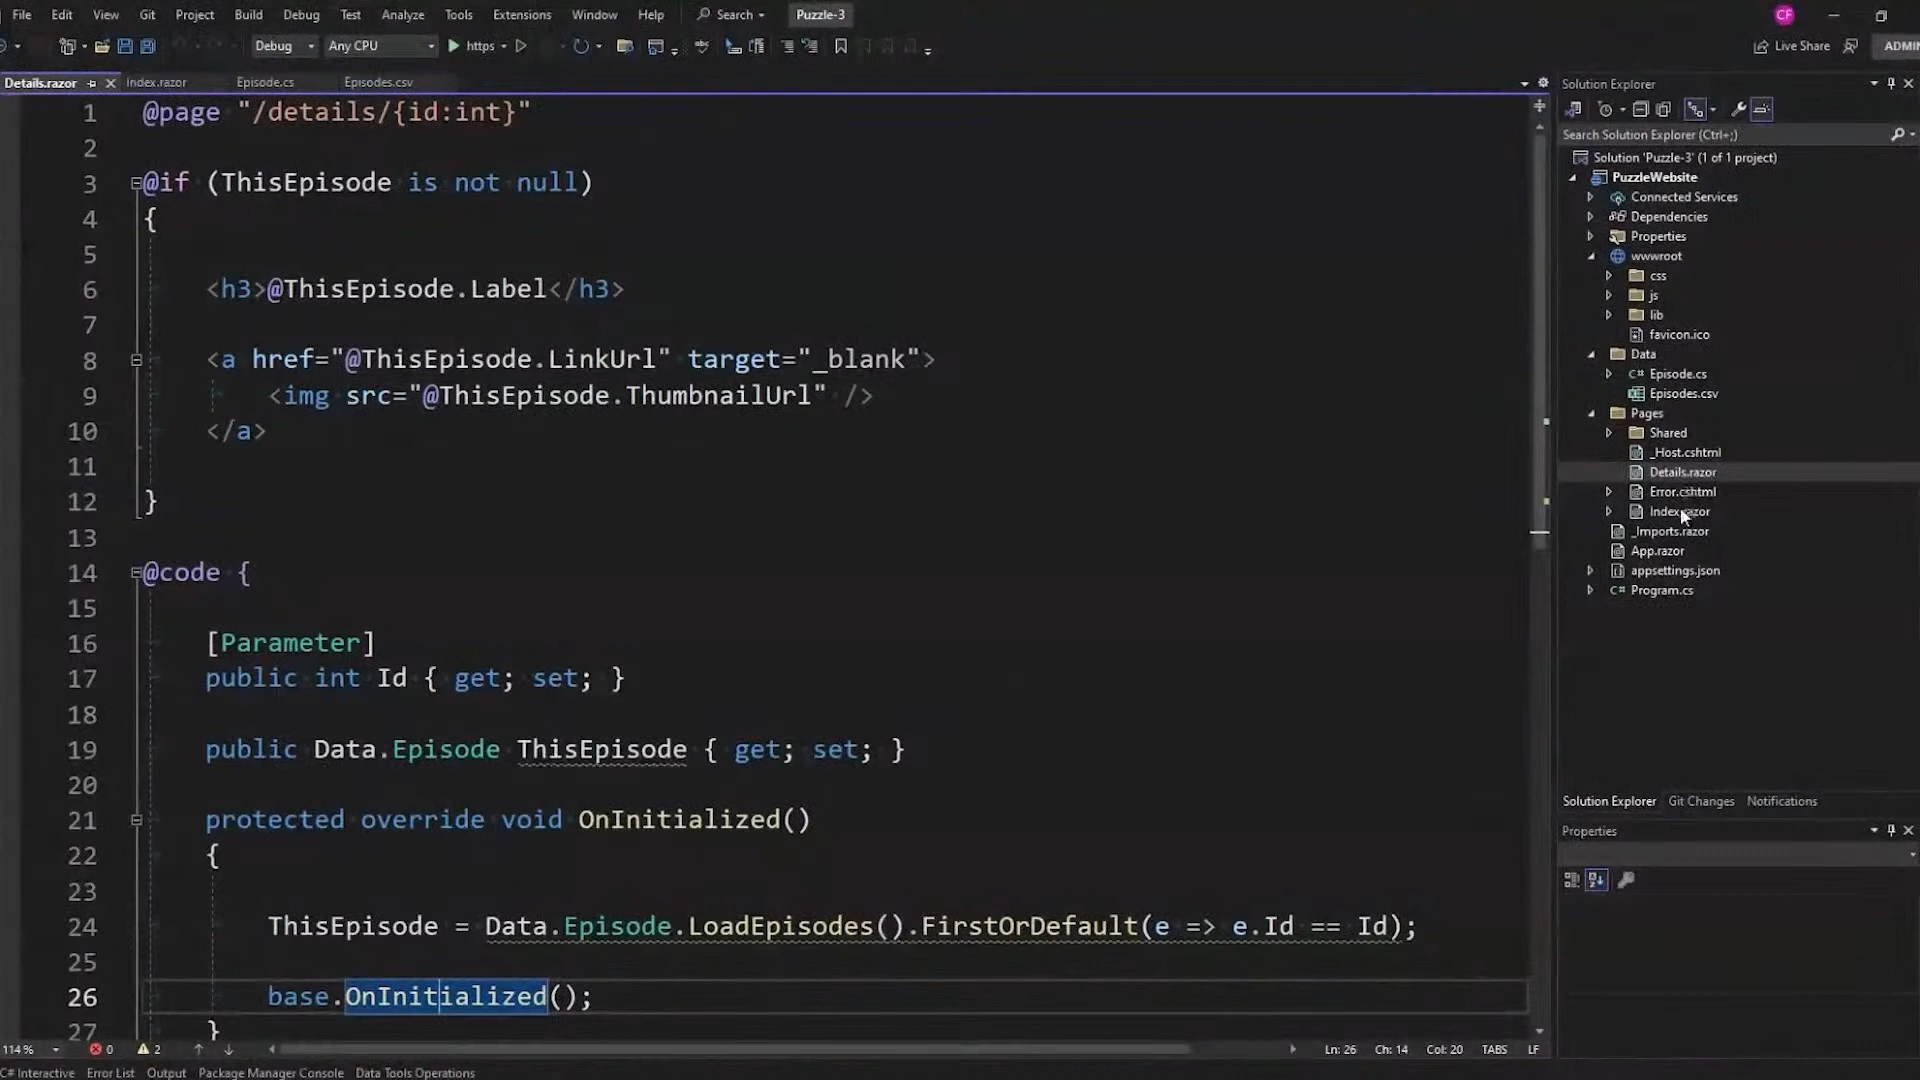 File Edit View Git Project Build Debug Test Analyze Tools Extensions Window Help Search Puzzle-3 CF
Debug Any CPU https Live Share ADMIN
Details.razor Index.razor Episode.cs Episodes.csv
1 @page "/details/{id:int}"
2
3 @if (ThisEpisode is not null)
4 {
5
6 <h3>@ThisEpisode.Label</h3>
7
8 <a href="@ThisEpisode.LinkUrl" target="_blank">
9 <img src="@ThisEpisode.ThumbnailUrl" />
10 </a>
11
12 }
13
14 @code {
15
16 [Parameter]
17 public int Id { get; set; }
18
19 public Data.Episode ThisEpisode { get; set; }
20
21 protected override void OnInitialized()
22 {
23
24 ThisEpisode = Data.Episode.LoadEpisodes().FirstOrDefault(e => e.Id == Id);
25
26 base.OnInitialized();
27 }
114 % 0 2 Ln: 26 Ch: 14 Col: 20 TABS LF
C# Interactive Error List Output Package Manager Console Data Tools Operations
Solution Explorer
Search Solution Explorer (Ctrl+;)
Solution 'Puzzle-3' (1 of 1 project)
PuzzleWebsite
Connected Services
Dependencies
Properties
wwwroot
css
js
lib
favicon.ico
Data
C# Episode.cs
Episodes.csv
Pages
Shared
_Host.cshtml
Details.razor
Error.cshtml
Index.razor
_Imports.razor
App.razor
appsettings.json
C# Program.cs
Solution Explorer Git Changes Notifications
Properties